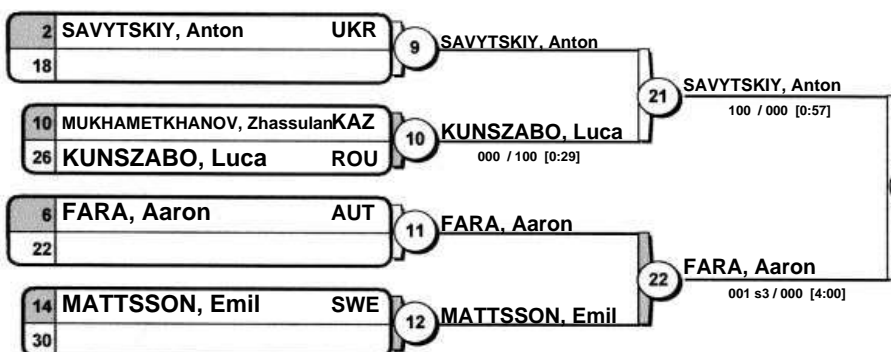 2 SAVYTSKIY, Anton UKR
18
9 SAVYTSKIY, Anton
10 MUKHAMETKHANOV, Zhassulan KAZ
26 KUNSZABO, Luca ROU
10 KUNSZABO, Luca
000 / 100 [0:29]
21 SAVYTSKIY, Anton
100 / 000 [0:57]
6 FARA, Aaron AUT
22
11 FARA, Aaron
14 MATTSSON, Emil SWE
30
12 MATTSSON, Emil
22 FARA, Aaron
001 s3 / 000 [4:00]